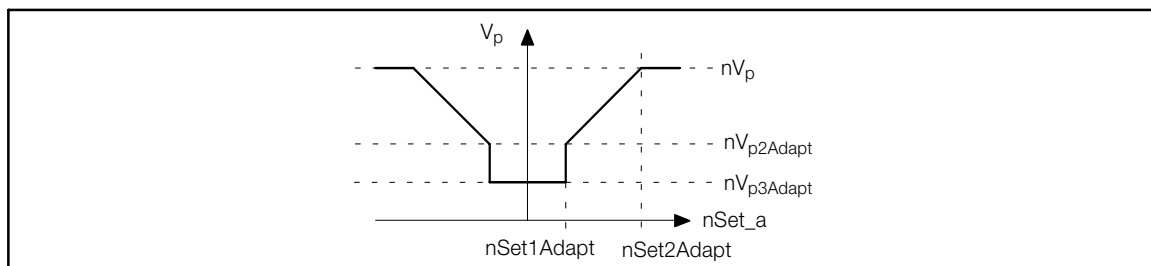 Vp
nVp
nVp2Adapt
nVp3Adapt
nSet_a
nSet1Adapt nSet2Adapt